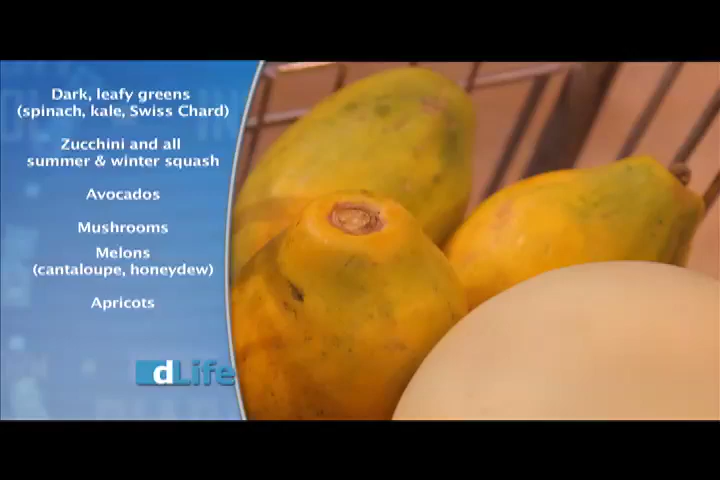 Dark, leafy greens
(spinach, kale, Swiss Chard)
Zucchini and all
summer & winter squash
Avocados
Mushrooms
Melons
(cantaloupe, honeydew)
Apricots
dLife